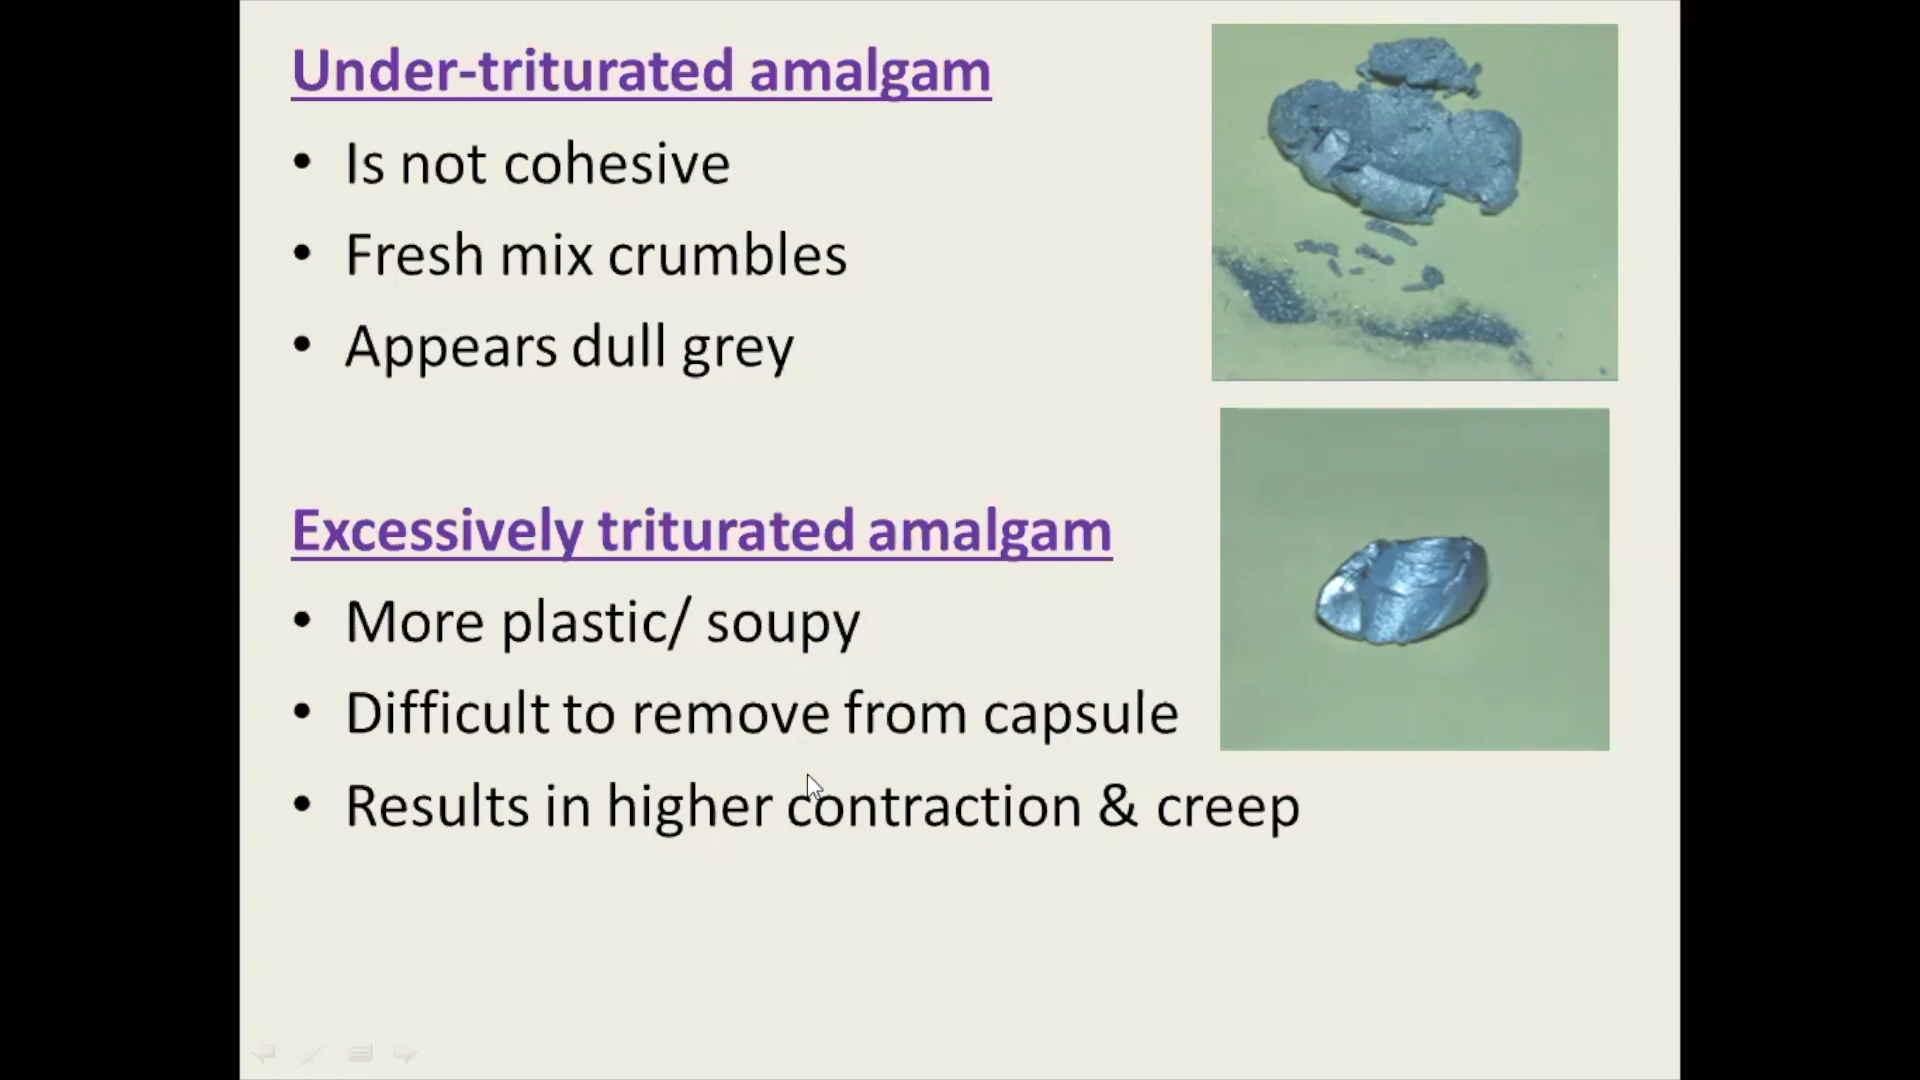 Under-triturated amalgam
• Is not cohesive
• Fresh mix crumbles
• Appears dull grey
Excessively triturated amalgam
• More plastic/ soupy
• Difficult to remove from capsule
• Results in higher contraction & creep